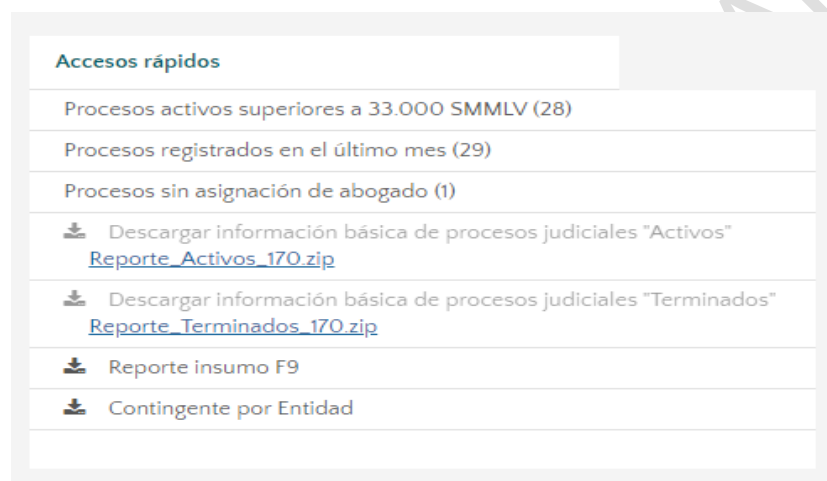 Accesos rápidos
Procesos activos superiores a 33.000 SMMLV (28)
Procesos registrados en el último mes (29)
Procesos sin asignación de abogado (1)
Descargar información básica de procesos judiciales "Activos"
Reporte_Activos_170.zip
Descargar información básica de procesos judiciales "Terminados"
Reporte_Terminados_170.zip
Reporte insumo F9
Contingente por Entidad